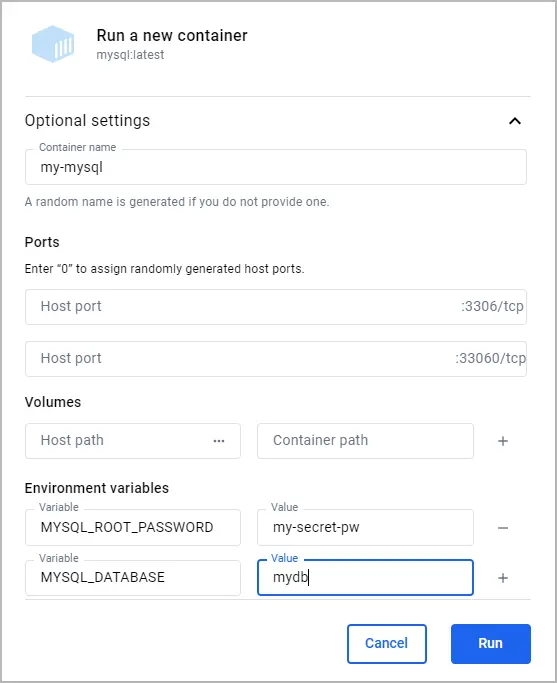 Run a new container
mysql:latest
Optional settings
Container name
my-mysql
A random name is generated if you do not provide one.
Ports
Enter “0” to assign randomly generated host ports.
Host port :3306/tcp
Host port :33060/tcp
Volumes
Host path ••• Container path +
Environment variables
Variable Value
MYSQL_ROOT_PASSWORD my-secret-pw −
Variable Value
MYSQL_DATABASE mydb +
Cancel Run